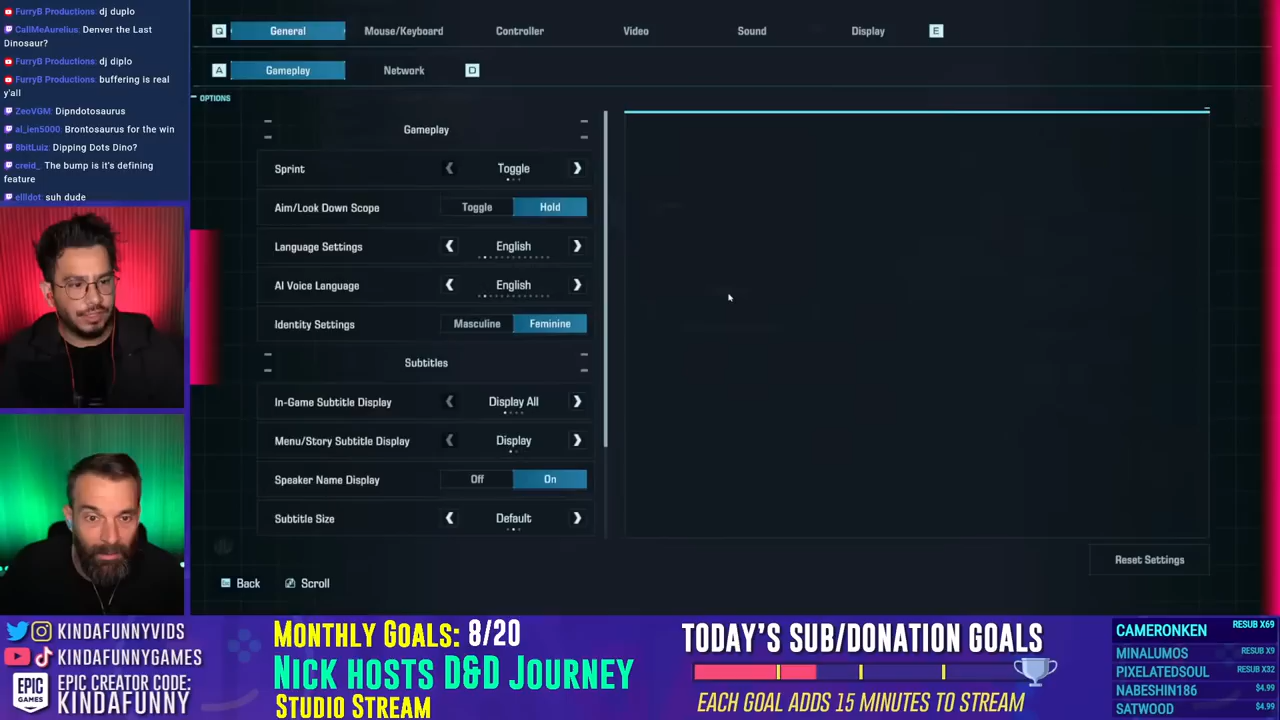 FurryB Productions: dj duplo
CallMeAurelius: Denver the Last
Dinosaur?
FurryB Productions: dj diplo
FurryB Productions: buffering is real
y'all
ZeoVGM: Dipndotosaurus
al_ien5000: Brontosaurus for the win
8bitLuiz: Dipping Dots Dino?
creid_ The bump is it's defining
feature
ellldot: suh dude
Q General Mouse/Keyboard Controller Video Sound Display E
A Gameplay Network D
OPTIONS
Gameplay
Sprint Toggle
Aim/Look Down Scope Toggle Hold
Language Settings English
AI Voice Language English
Identity Settings Masculine Feminine
Subtitles
In-Game Subtitle Display Display All
Menu/Story Subtitle Display Display
Speaker Name Display Off On
Subtitle Size Default
Reset Settings
Back Scroll
KINDAFUNNYVIDS
KINDAFUNNYGAMES
EPIC GAMES
EPIC CREATOR CODE:
KINDAFUNNY
MONTHLY GOALS: 8/20
NICK HOSTS D&D JOURNEY
STUDIO STREAM
TODAY'S SUB/DONATION GOALS
EACH GOAL ADDS 15 MINUTES TO STREAM
CAMERONKEN RESUB X69
MINALUMOS RESUB X9
PIXELATEDSOUL RESUB X32
NABESHIN186 $4.99
SATWOOD $4.99